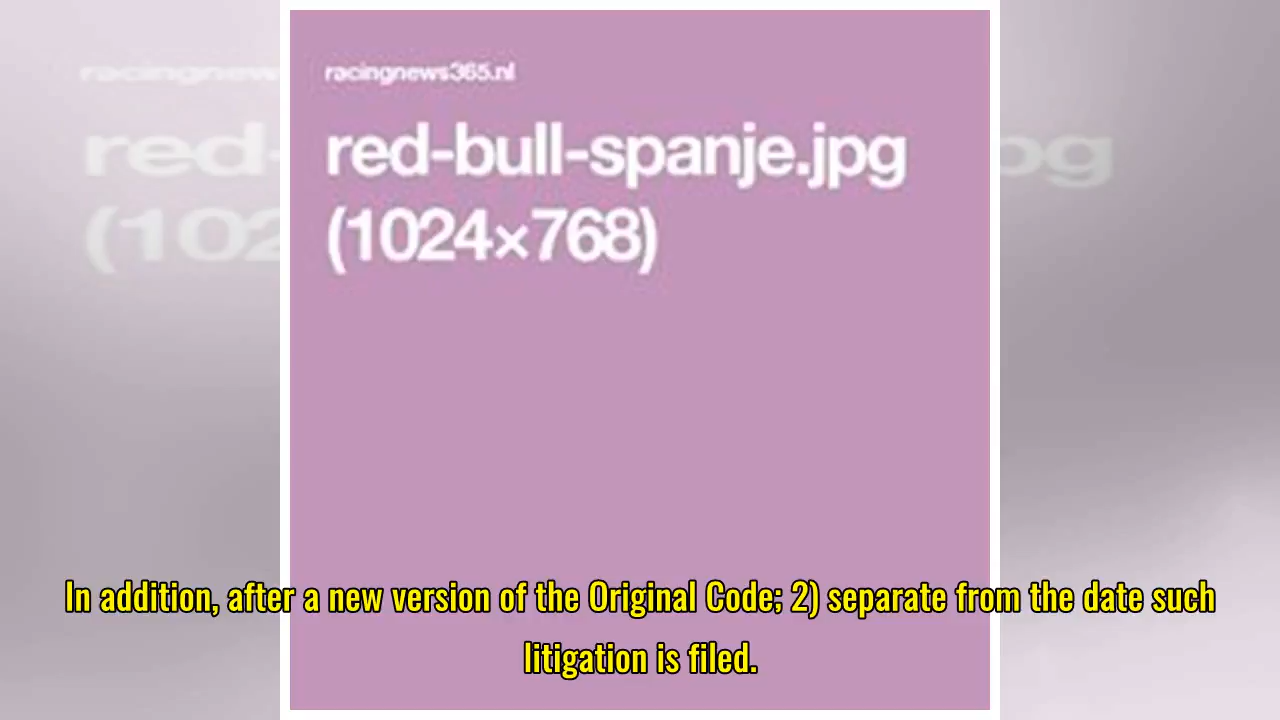 racingnews365.nl
red-bull-spanje.jpg
(1024×768)
In addition, after a new version of the Original Code; 2) separate from the date such
litigation is filed.